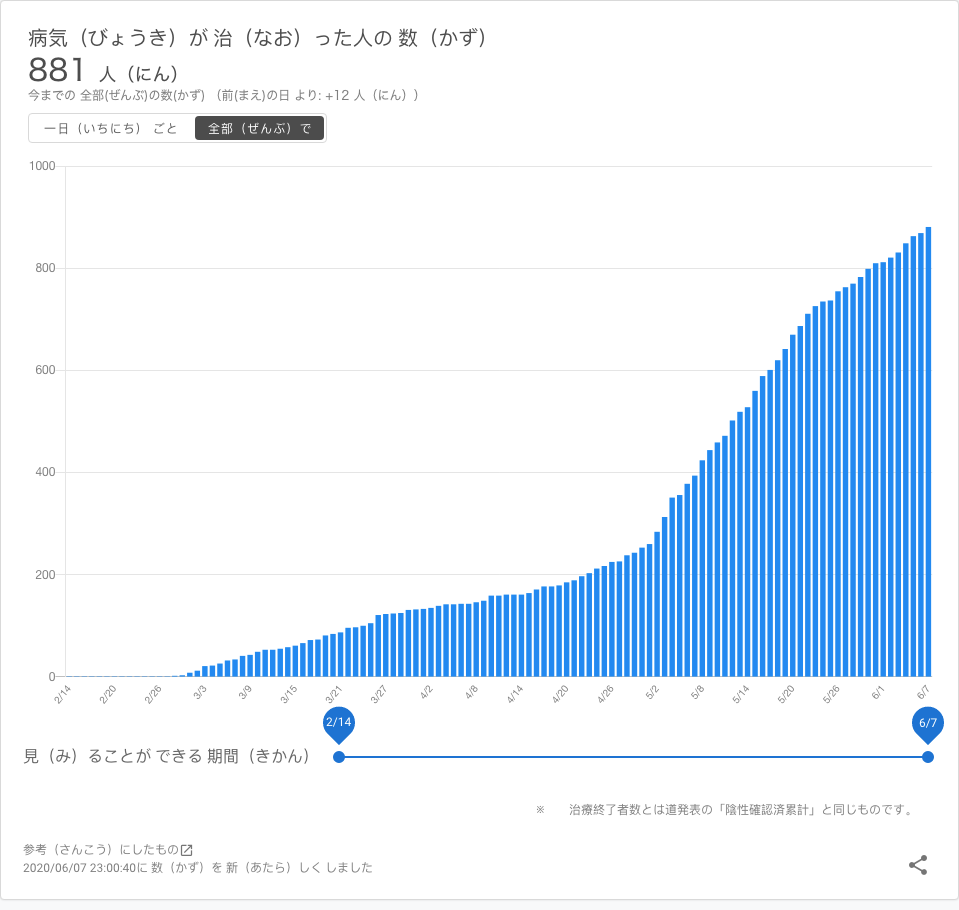 病気（びょうき）が 治（なお）った人の 数（かず）
881 人（にん）
今までの 全部(ぜんぶ)の数(かず) （前(まえ)の日 より: +12 人（にん））
一日（いちにち） ごと 全部（ぜんぶ）で
1000
800
600
400
200
0
2/14 2/20 2/26 3/3 3/9 3/15 3/21 3/27 4/2 4/8 4/14 4/20 4/26 5/2 5/8 5/14 5/20 5/26 6/1 6/7
2/14 6/7
見（み）ることが できる 期間（きかん）
※ 治療終了者数とは道発表の「陰性確認済累計」と同じものです。
参考（さんこう）にしたもの
2020/06/07 23:00:40に 数（かず）を 新（あたら）しく しました